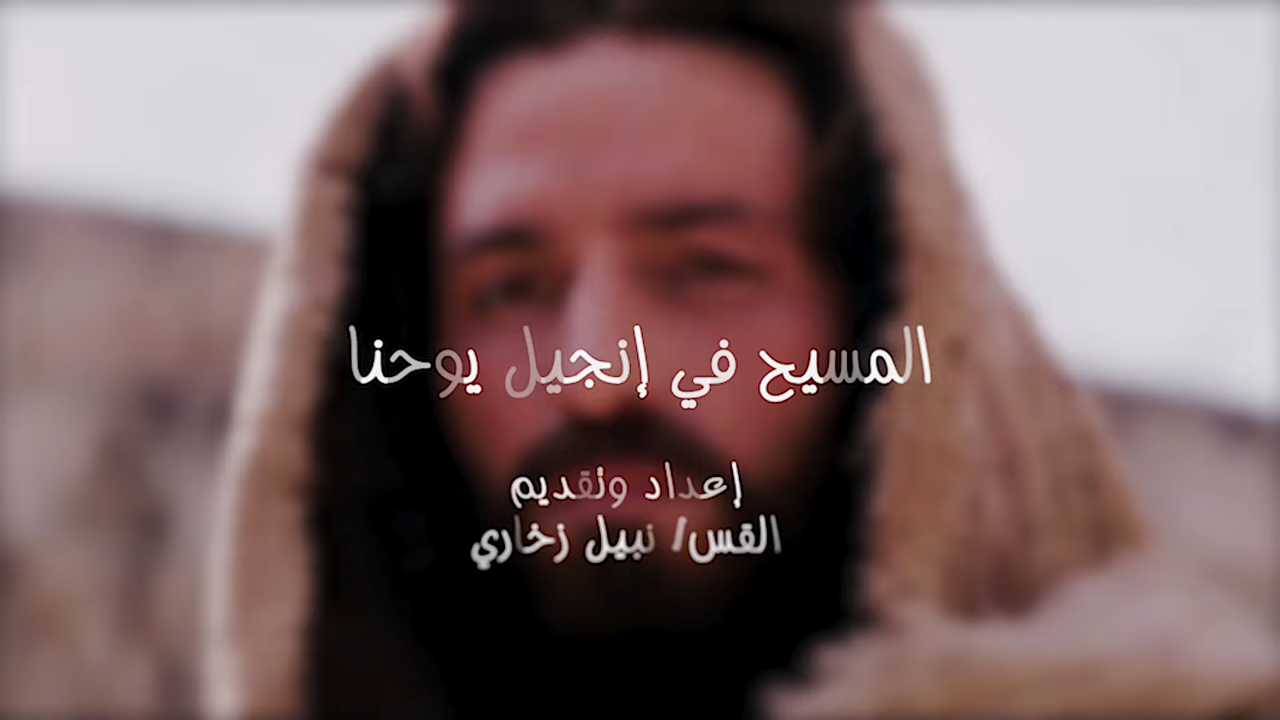 المسيح في إنجيل يوحنا
إعداد وتقديم
القس/ نبيل زخاري